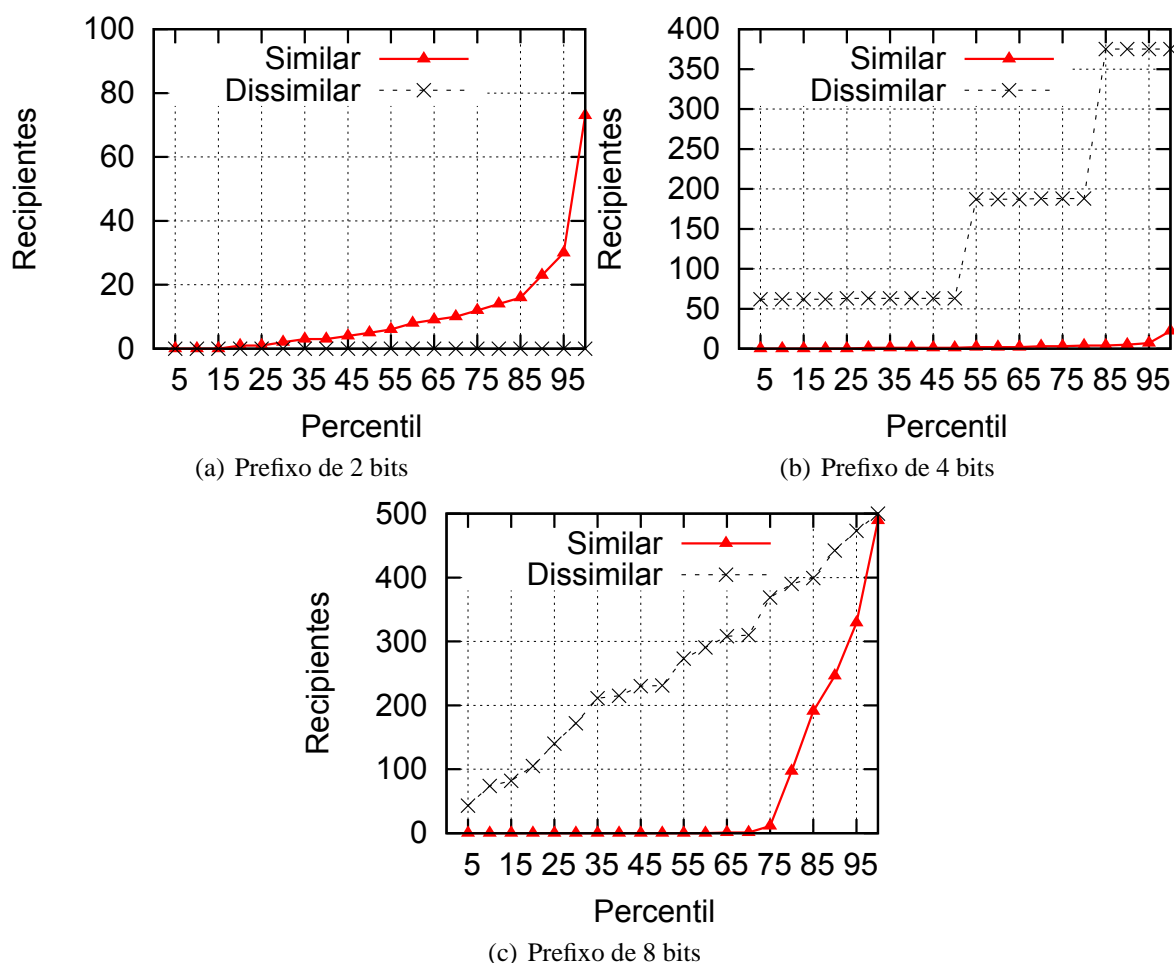 100
80
60
40
20
0
Recipientes
Similar
Dissimilar
5 15 25 35 45 55 65 75 85 95
Percentil
(a) Prefixo de 2 bits
400
350
300
250
200
150
100
50
0
Recipientes
Similar
Dissimilar
5 15 25 35 45 55 65 75 85 95
Percentil
(b) Prefixo de 4 bits
500
400
300
200
100
0
Recipientes
Similar
Dissimilar
5 15 25 35 45 55 65 75 85 95
Percentil
(c) Prefixo de 8 bits